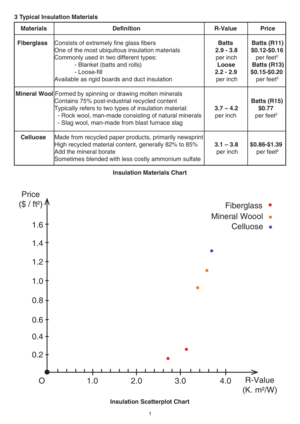 3 Typical Insulation Materials
Materials Definition R-Value Price
Fiberglass Consists of extremely fine glass fibers Batts Batts (R11)
One of the most ubiquitous insulation materials 2.9 - 3.8 $0.12-$0.16
Commonly used in two different types: per inch per feet²
- Blanket (batts and rolls) Loose Batts (R13)
- Loose-fill 2.2 - 2.9 $0.15-$0.20
Available as rigid boards and duct insulation per inch per feet²
Mineral Wool Formed by spinning or drawing molten minerals
Contains 75% post-industrial recycled content Batts (R15)
Typically refers to two types of insulation material: 3.7 – 4.2 $0.77
- Rock wool, man-made consisting of natural minerals per inch per feet²
- Slag wool, man-made from blast furnace slag
Celluose Made from recycled paper products, primarily newsprint
High recycled material content, generally 82% to 85% 3.1 – 3.8 $0.86-$1.39
Add the mineral borate per inch per feet²
Sometimes blended with less costly ammonium sulfate
Insulation Materials Chart
Price
($ / ft²)
Fiberglass
Mineral Woool
Celluose
1.6
1.4
1.2
1.0
0.8
0.6
0.4
0.2
O 1.0 2.0 3.0 4.0 R-Value
(K. m²/W)
Insulation Scatterplot Chart
1